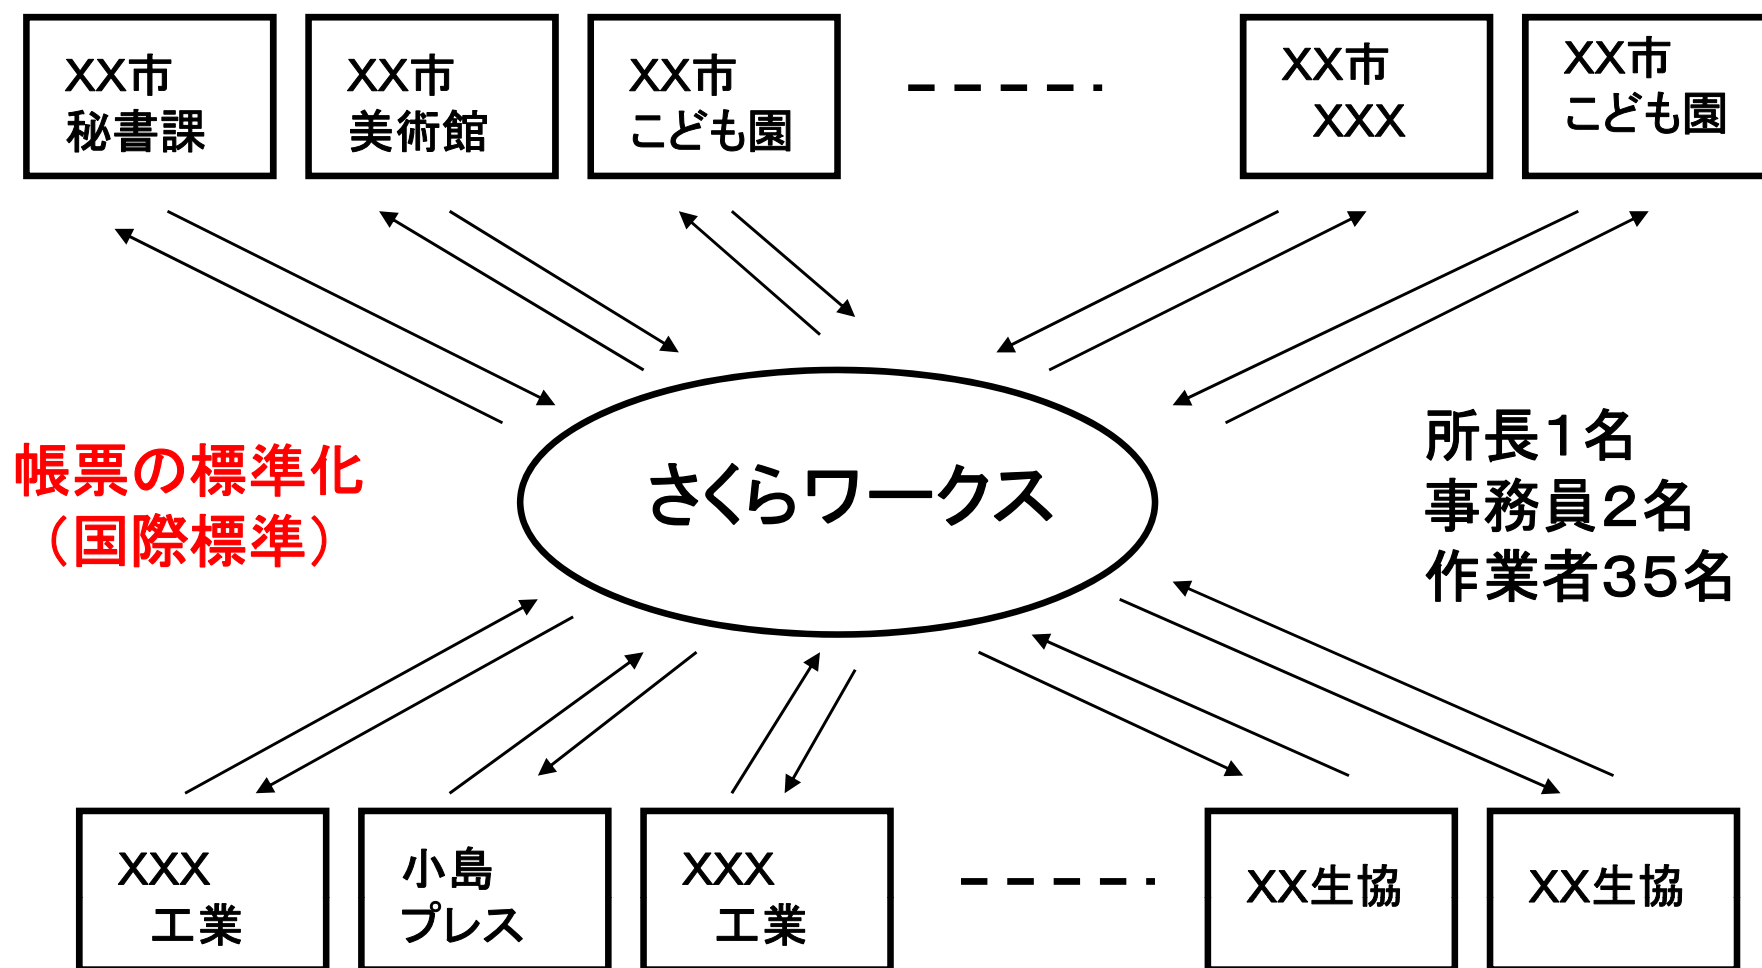 XX市
秘書課
XX市
美術館
XX市
こども園
XX市
XXX
XX市
こども園
さくらワークス
帳票の標準化
（国際標準）
所長１名
事務員２名
作業者３５名
XXX
工業
小島
プレス
XXX
工業
XX生協
XX生協